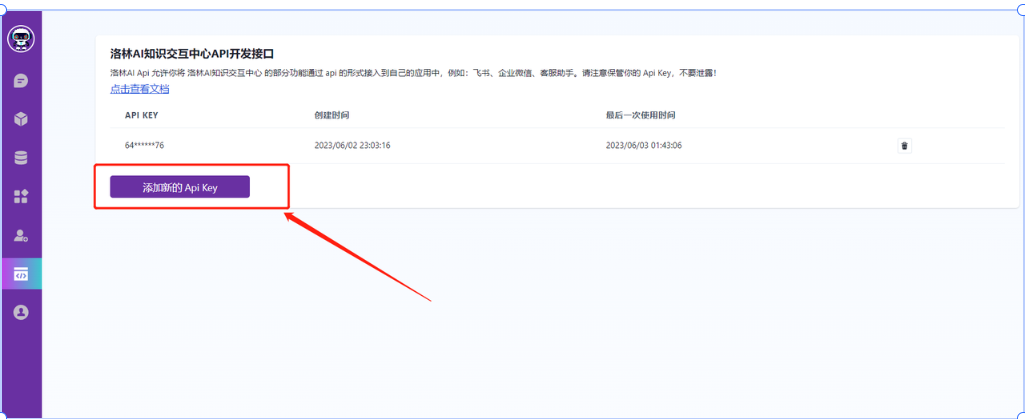 洛林AI知识交互中心API开发接口
洛林AI Api 允许你将 洛林AI知识交互中心 的部分功能通过 api 的形式接入到自己的应用中，例如：飞书、企业微信、客服助手。请注意保管你的 Api Key，不要泄露！
点击查看文档
API KEY 创建时间 最后一次使用时间
64******76 2023/06/02 23:03:16 2023/06/03 01:43:06
添加新的 Api Key